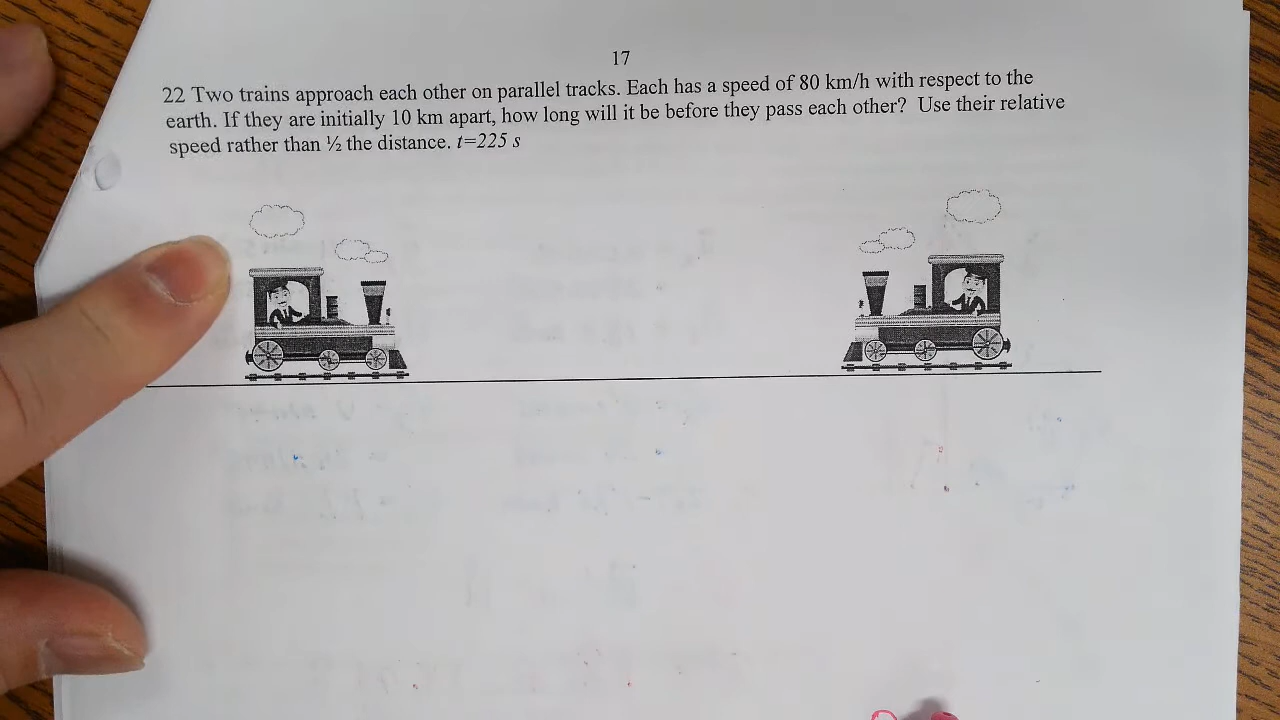 17
22 Two trains approach each other on parallel tracks. Each has a speed of 80 km/h with respect to the
earth. If they are initially 10 km apart, how long will it be before they pass each other?  Use their relative
speed rather than ½ the distance. t=225 s